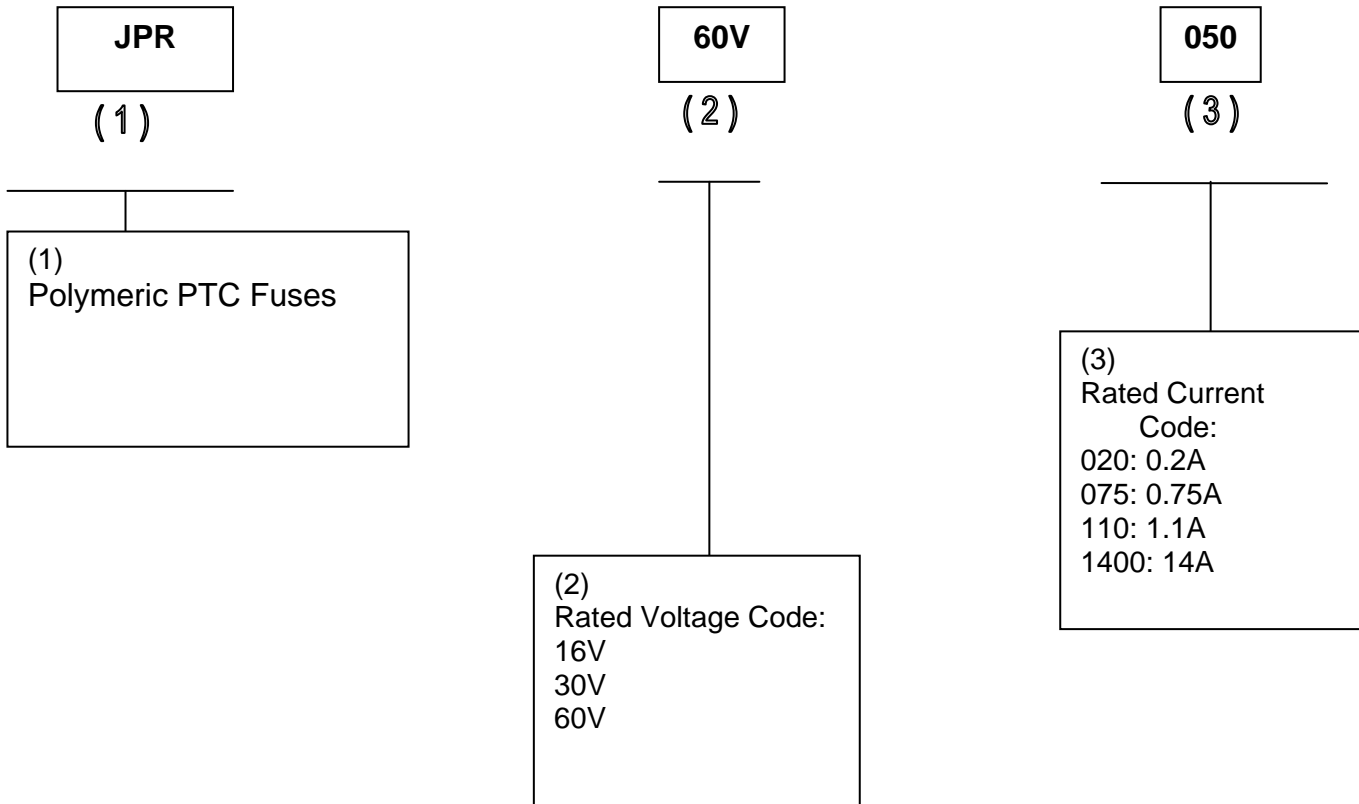 JPR
60V
050
(1)
(2)
(3)
(1)
Polymeric PTC Fuses
(3)
Rated Current
Code:
020: 0.2A
075: 0.75A
110: 1.1A
1400: 14A
(2)
Rated Voltage Code:
16V
30V
60V